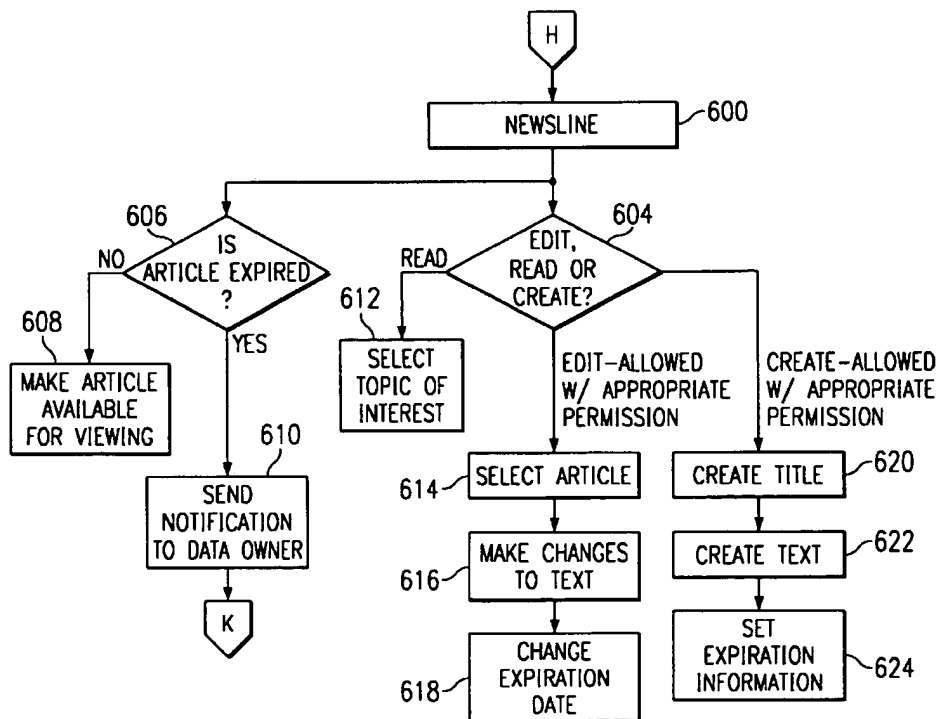 H
NEWSLINE
600
606
IS
ARTICLE EXPIRED
?
NO
YES
604
EDIT,
READ OR
CREATE?
READ
608
MAKE ARTICLE
AVAILABLE
FOR VIEWING
612
SELECT
TOPIC OF
INTEREST
EDIT-ALLOWED
W/ APPROPRIATE
PERMISSION
CREATE-ALLOWED
W/ APPROPRIATE
PERMISSION
610
SEND
NOTIFICATION
TO DATA OWNER
K
614
SELECT ARTICLE
620
CREATE TITLE
616
MAKE CHANGES
TO TEXT
622
CREATE TEXT
618
CHANGE
EXPIRATION
DATE
624
SET
EXPIRATION
INFORMATION